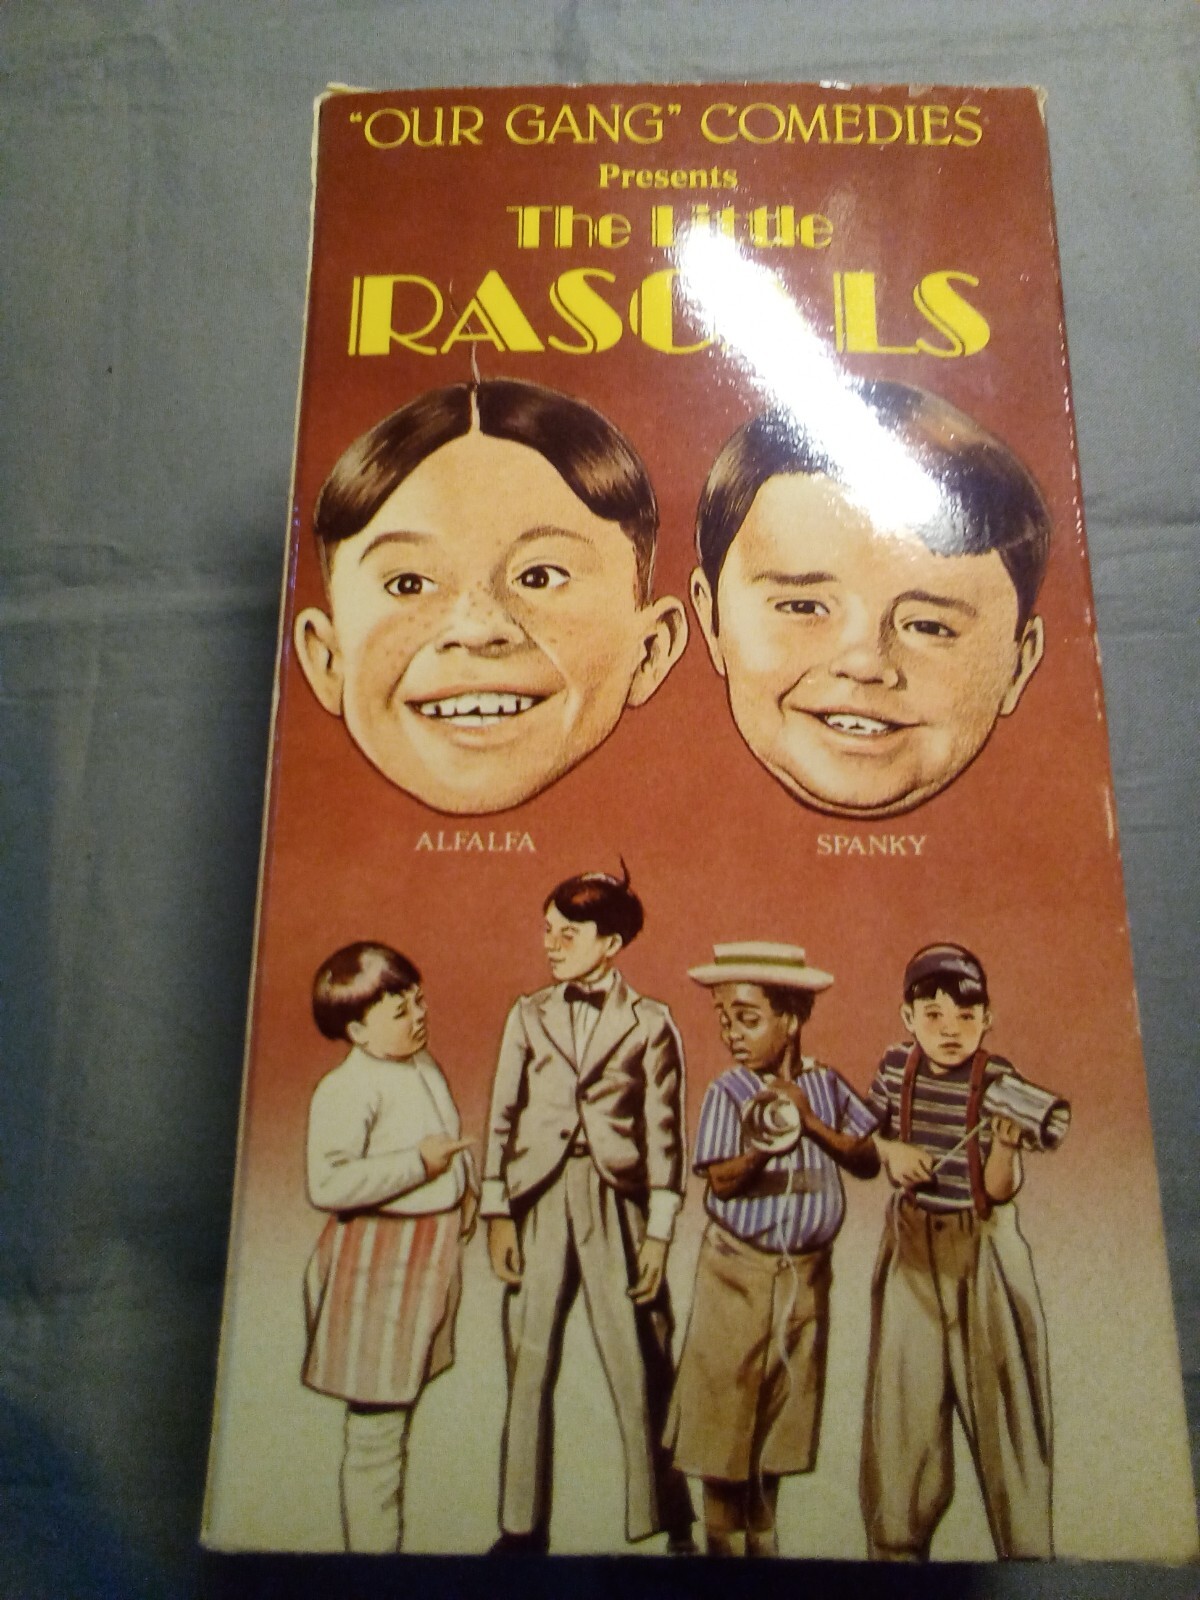 "OUR GANG" COMEDIES
Presents
The Little
RASCALS
ALFALFA
SPANKY